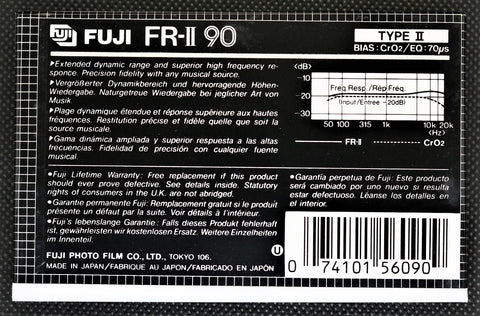 FUJI FUJI FR-II 90
TYPE II
BIAS: CrO2/EQ: 70µs
Extended dynamic range and superior high frequency re-
sponse. Precision fidelity with any musical source.
Vergrößerter Dynamikbereich und hervorragende Höhen-
Wiedergabe. Naturgetreue Wiedergabe bei jeglicher Art von
Musik.
Plage dynamique étendue et réponse supérieure aux hautes
fréquences. Restitution précise et fidèle quelle que soit la
source musicale.
Gama dinámica ampliada y superior respuesta a las altas
frecuencias. Fidelidad de precisión con cualquier fuente
musical.
<dB>
-10
-20
-30
Freq. Resp./Rép. Fréq.
(Input/Entrée -20dB)
50 100 315 1k 10k 20k
<Hz>
FR-II CrO2
•Fuji Lifetime Warranty: Free replacement if this product
should ever prove defective. See details inside. Statutory
rights of consumers in the U.K. are not abridged.
•Garantie permanente Fuji: Remplacement gratuit si le produit
présente un défaut par la suite. Voir détails à l'intérieur.
•Fuji's lebenslange Garantie: Falls dieses Produkt fehlerhaft
ist, gewährleisten wir kostenlosen Ersatz. Weitere Einzelheiten
im Innenteil.
•Garantía perpetua de Fuji: Este producto
será cambiado por uno nuevo si resulta
estar defectuoso. Léanse los detalles en
el interior.
FUJI PHOTO FILM CO., LTD., TOKYO 106.
MADE IN JAPAN/FABRIQUÉ AU JAPON/FABRICADO EN JAPÓN
U
0 74101 56090